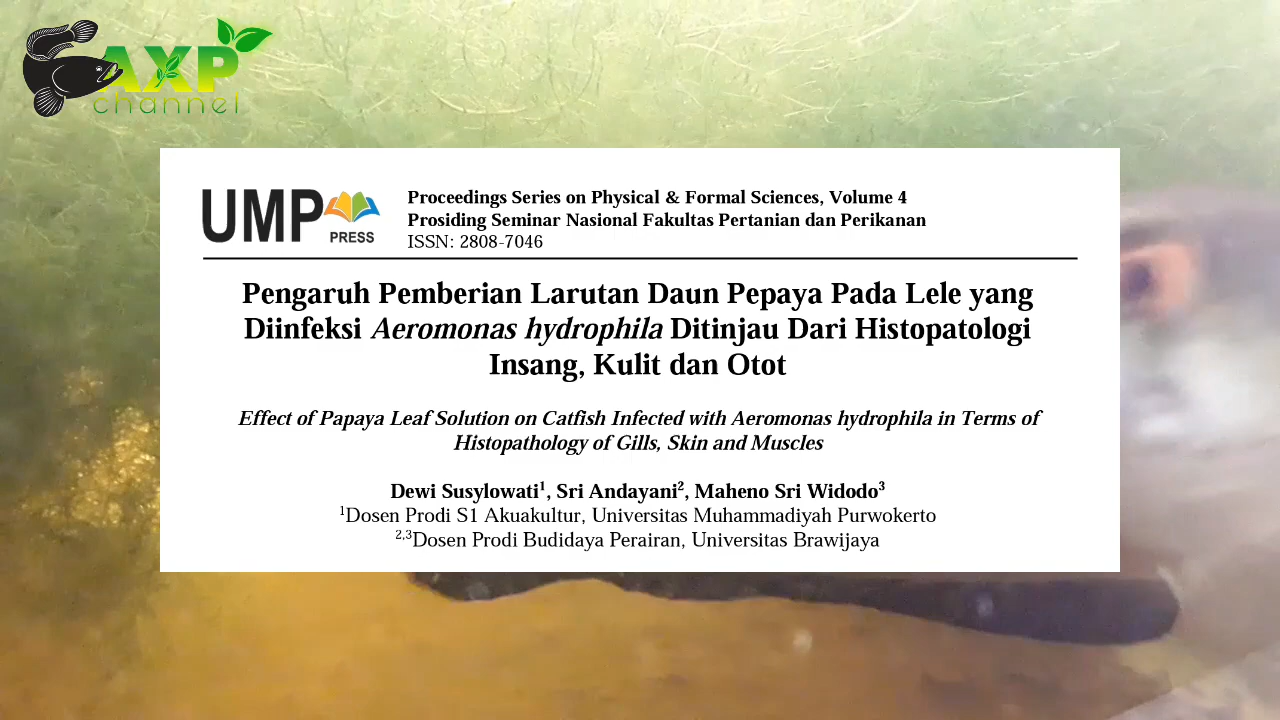 AXP
channel
UMP
PRESS
Proceedings Series on Physical & Formal Sciences, Volume 4
Prosiding Seminar Nasional Fakultas Pertanian dan Perikanan
ISSN: 2808-7046
Pengaruh Pemberian Larutan Daun Pepaya Pada Lele yang
Diinfeksi Aeromonas hydrophila Ditinjau Dari Histopatologi
Insang, Kulit dan Otot
Effect of Papaya Leaf Solution on Catfish Infected with Aeromonas hydrophila in Terms of
Histopathology of Gills, Skin and Muscles
Dewi Susylowati¹, Sri Andayani², Maheno Sri Widodo³
¹Dosen Prodi S1 Akuakultur, Universitas Muhammadiyah Purwokerto
²,³Dosen Prodi Budidaya Perairan, Universitas Brawijaya